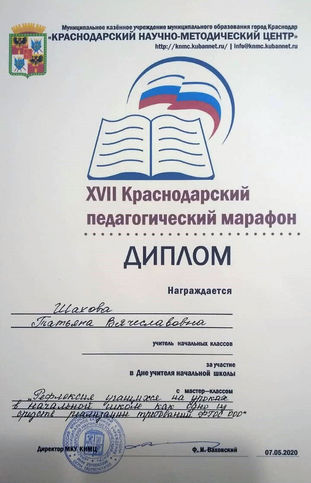 Муниципальное казённое учреждение муниципального образования город Краснодар
«КРАСНОДАРСКИЙ НАУЧНО-МЕТОДИЧЕСКИЙ ЦЕНТР»
http://knmc.kubannet.ru/ | info@knmc.kubannet.ru
XVII Краснодарский
педагогический марафон
ДИПЛОМ
Награждается
Шахова
Татьяна Вячеславовна
учитель начальных классов
за участие
в Дне учителя начальной школы
с мастер-классом
"Рефлексия учащихся на уроках
в начальной школе как одно из
средств реализации требований ФГОС ООО"
Директор МКУ КНМЦ
Ф. И. Ваховский
07.05.2020